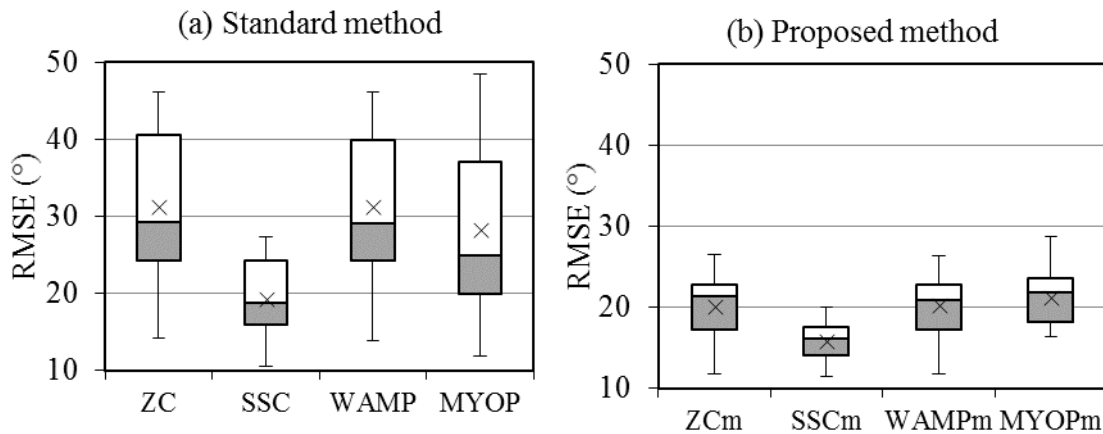 (a) Standard method
50
40
30
20
10
RMSE (°)
ZC SSC WAMP MYOP
(b) Proposed method
50
40
30
20
10
RMSE (°)
ZCm SSCm WAMPm MYOPm